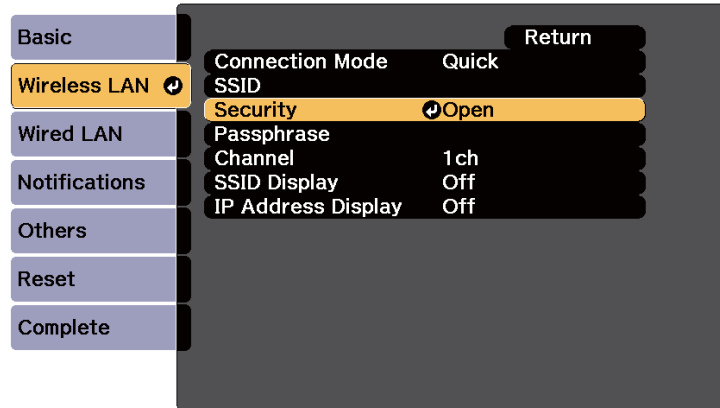 Basic
Wireless LAN
Wired LAN
Notifications
Others
Reset
Complete
Return
Connection Mode Quick
SSID
Security Open
Passphrase
Channel 1ch
SSID Display Off
IP Address Display Off